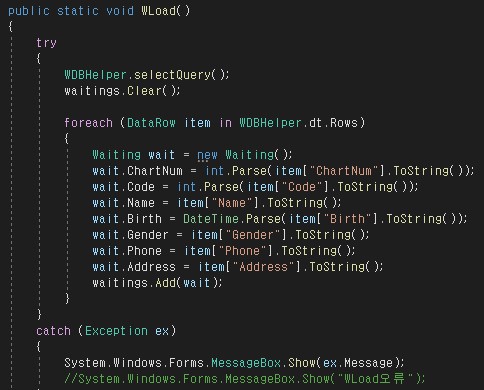 public static void WLoad()
{
try
{
WDBHelper.selectQuery();
waitings.Clear();
foreach (DataRow item in WDBHelper.dt.Rows)
{
Waiting wait = new Waiting();
wait.ChartNum = int.Parse(item["ChartNum"].ToString());
wait.Code = int.Parse(item["Code"].ToString());
wait.Name = item["Name"].ToString();
wait.Birth = DateTime.Parse(item["Birth"].ToString());
wait.Gender = item["Gender"].ToString();
wait.Phone = item["Phone"].ToString();
wait.Address = item["Address"].ToString();
waitings.Add(wait);
}
}
catch (Exception ex)
{
System.Windows.Forms.MessageBox.Show(ex.Message);
//System.Windows.Forms.MessageBox.Show("WLoad오류");